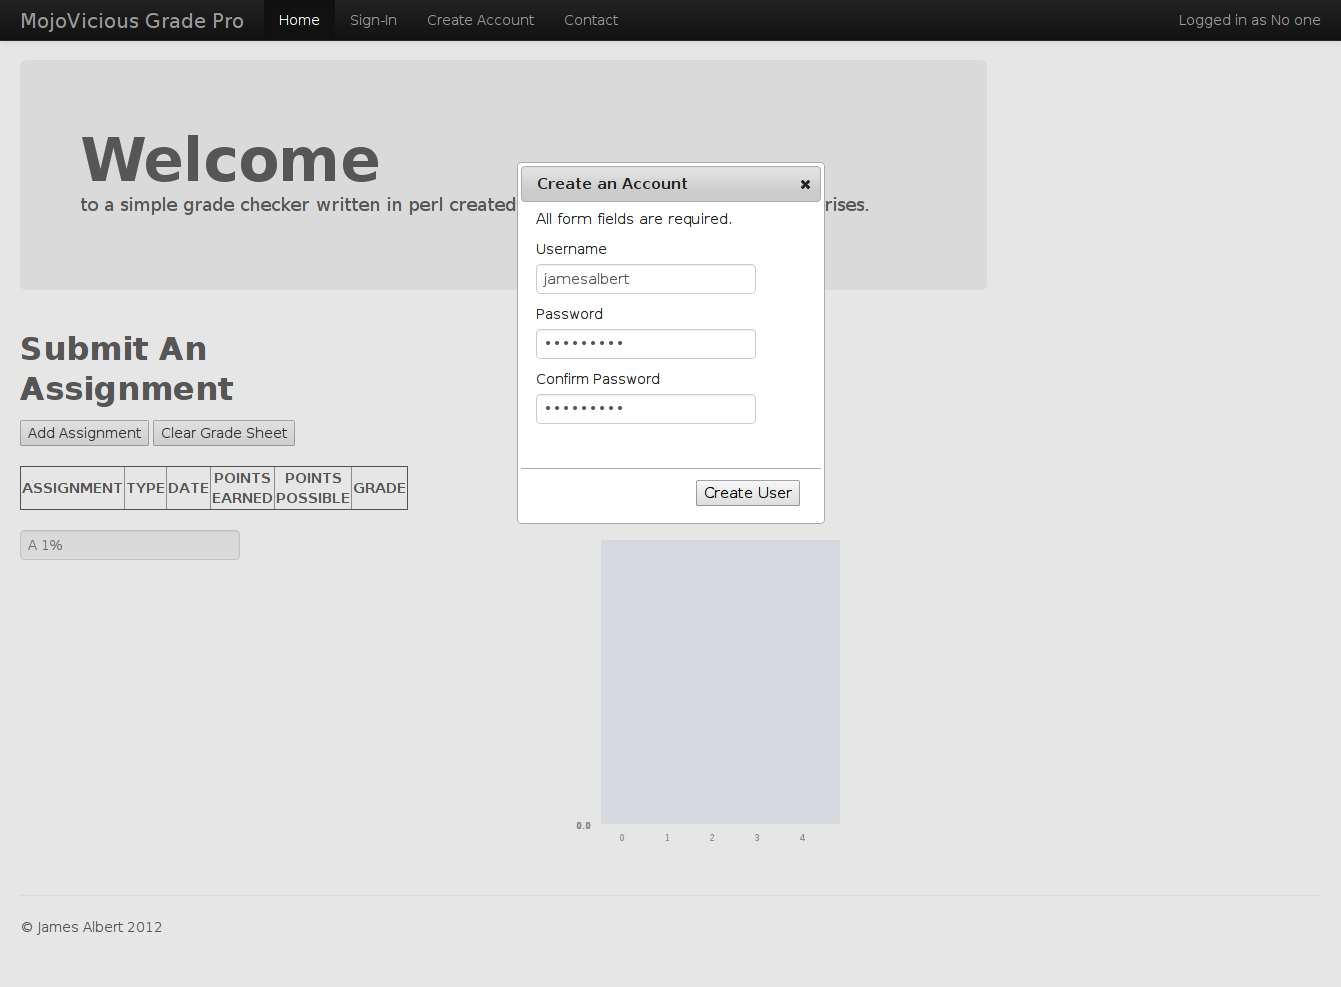 MojoVicious Grade Pro Home Sign-In Create Account Contact Logged in as No one
Welcome
to a simple grade checker written in perl created rises.
Create an Account ✖
All form fields are required.
Username
jamesalbert
Password
•••••••••
Confirm Password
•••••••••
Create User
Submit An
Assignment
Add Assignment Clear Grade Sheet
ASSIGNMENT TYPE DATE POINTS EARNED POINTS POSSIBLE GRADE
A 1%
0.0
0 1 2 3 4
© James Albert 2012